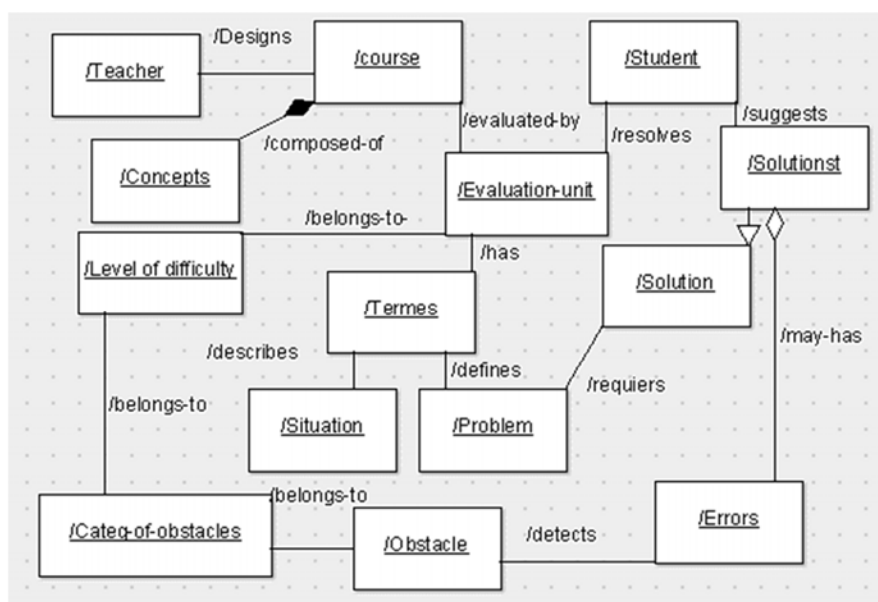 /Designs
/Teacher
/course
/Student
/evaluated-by
/resolves
/suggests
/composed-of
/Concepts
/Evaluation-unit
/Solutionst
/belongs-to-
/has
/Level of difficulty
/Termes
/Solution
/describes
/defines
/requiers
/may-has
/belongs-to
/Situation
/Problem
/belongs-to
/Categ-of-obstacles
/Obstacle
/detects
/Errors